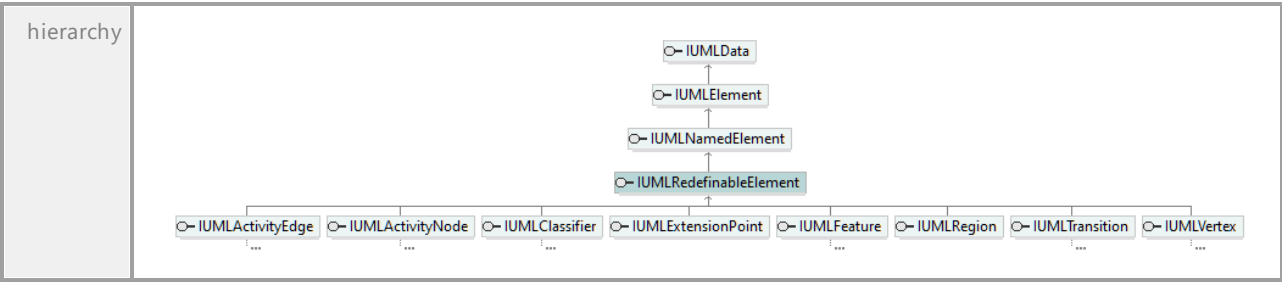 hierarchy
IUMLData
IUMLElement
IUMLNamedElement
IUMLRedefinableElement
IUMLActivityEdge IUMLActivityNode IUMLClassifier IUMLExtensionPoint IUMLFeature IUMLRegion IUMLTransition IUMLVertex
... ... ... ... ... ...